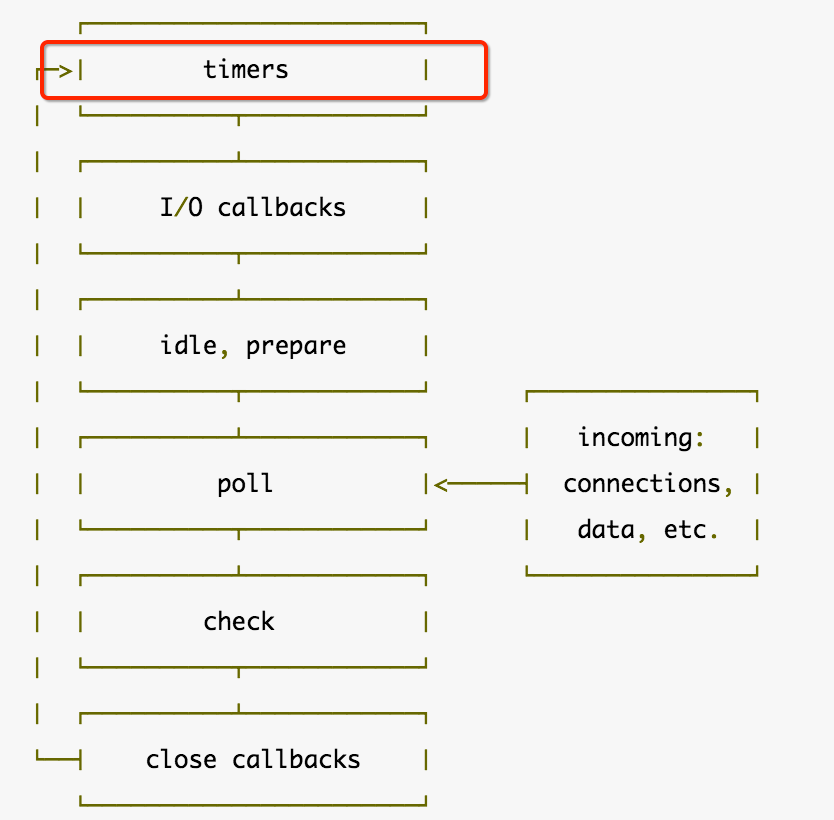 timers
I/O callbacks
idle, prepare
poll
incoming:
connections,
data, etc.
check
close callbacks